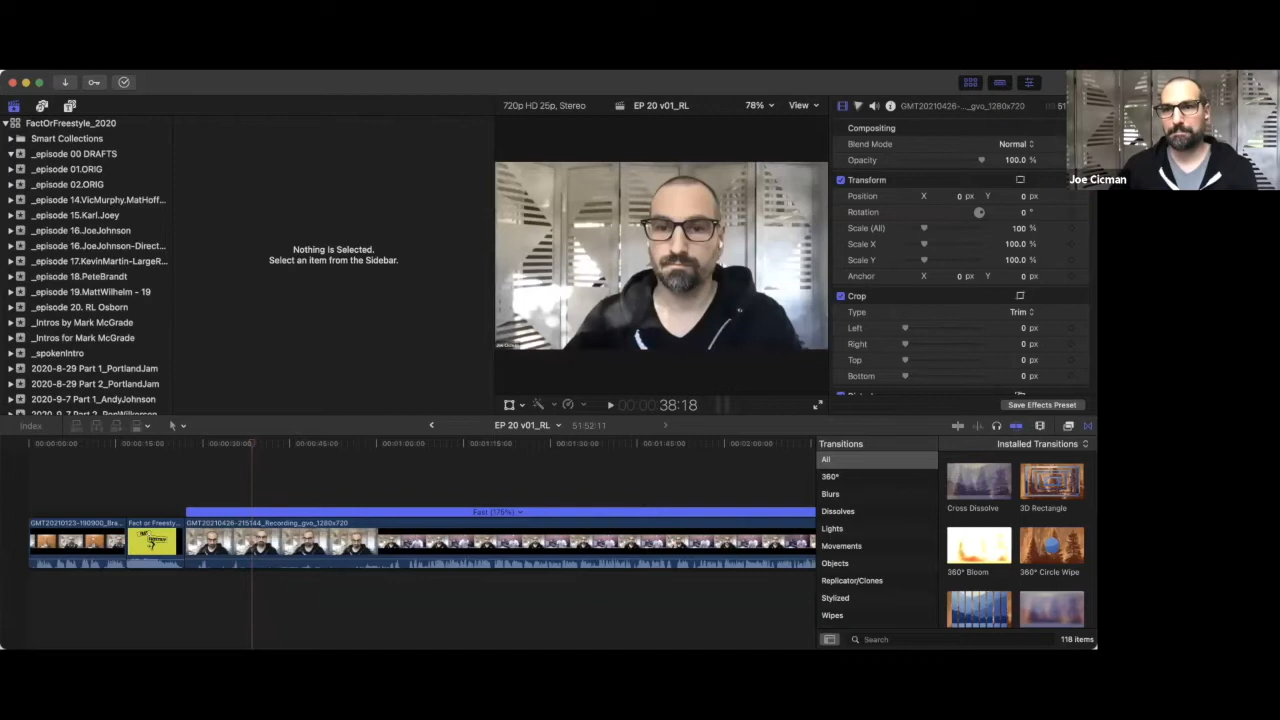 720p HD 25p, Stereo
EP 20 v01_RL
78%
View
GMT20210426-..._gvo_1280x720
Joe Cicman
FactOrFreestyle_2020
Smart Collections
_episode 00 DRAFTS
_episode 01.ORIG
_episode 02.ORIG
_episode 14.VicMurphy.MatHoff...
_episode 15.Karl.Joey
_episode 16.JoeJohnson
_episode 16.JoeJohnson-Direct...
_episode 17.KevinMartin-LargeR...
_episode 18.PeteBrandt
_episode 19.MattWilhelm - 19
_episode 20. RL Osborn
_Intros by Mark McGrade
_Intros for Mark McGrade
_spokenIntro
2020-8-29 Part 1_PortlandJam
2020-8-29 Part 2_PortlandJam
2020-9-7 Part 1_AndyJohnson
Nothing Is Selected.
Select an item from the Sidebar.
Compositing
Blend Mode Normal
Opacity 100.0 %
Transform
Position X 0 px Y 0 px
Rotation 0 °
Scale (All) 100 %
Scale X 100.0 %
Scale Y 100.0 %
Anchor X 0 px Y 0 px
Crop
Type Trim
Left 0 px
Right 0 px
Top 0 px
Bottom 0 px
00:00:38:18
Save Effects Preset
Index
EP 20 v01_RL
51:52:11
00:00:00:00 00:00:15:00 00:00:30:00 00:00:45:00 00:01:00:00 00:01:15:00 00:01:30:00 00:01:45:00 00:02:00:00
Fast (175%)
GMT20210123-190900_Bra...
Fact or Freesty...
GMT20210426-215144_Recording_gvo_1280x720
Transitions
Installed Transitions
All
360°
Blurs
Dissolves
Lights
Movements
Objects
Replicator/Clones
Stylized
Wipes
Cross Dissolve
3D Rectangle
360° Bloom
360° Circle Wipe
Search
118 items